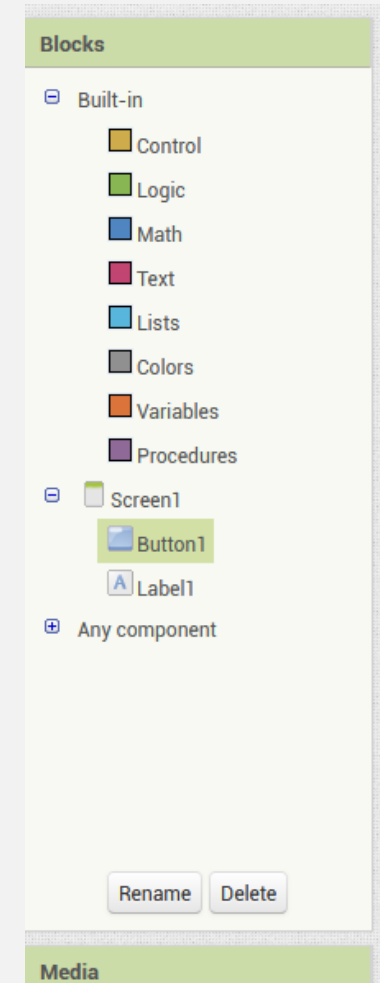 Blocks
Built-in
Control
Logic
Math
Text
Lists
Colors
Variables
Procedures
Screen1
Button1
A Label1
Any component
Rename Delete
Media